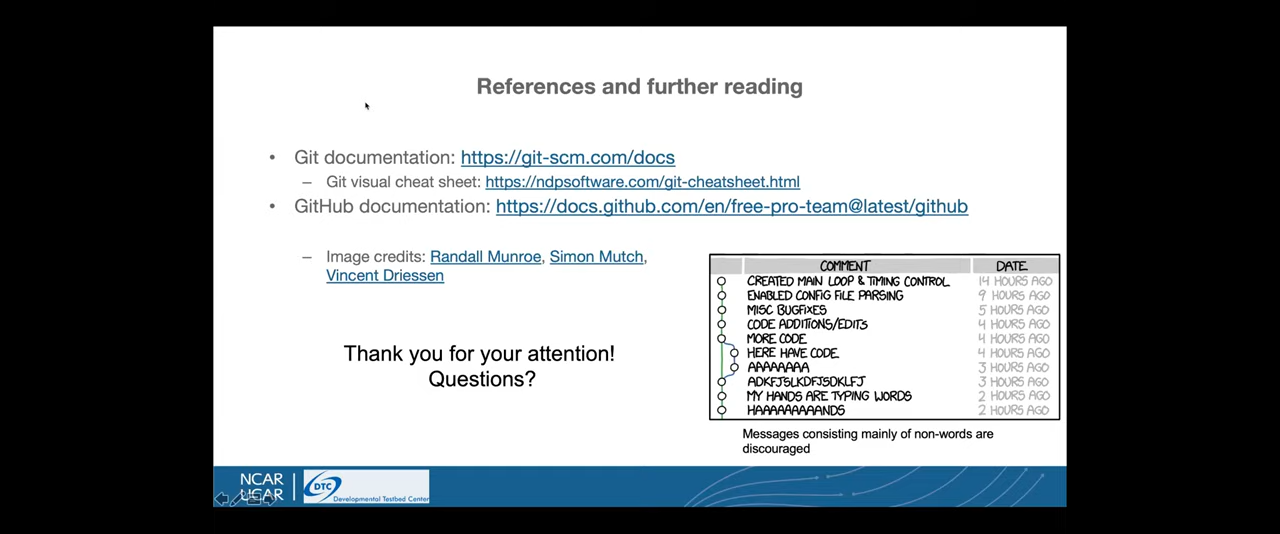 References and further reading
• Git documentation: https://git-scm.com/docs
– Git visual cheat sheet: https://ndpsoftware.com/git-cheatsheet.html
• GitHub documentation: https://docs.github.com/en/free-pro-team@latest/github
– Image credits: Randall Munroe, Simon Mutch,
Vincent Driessen
Thank you for your attention!
Questions?
COMMENT DATE
CREATED MAIN LOOP & TIMING CONTROL 14 HOURS AGO
ENABLED CONFIG FILE PARSING 9 HOURS AGO
MISC BUGFIXES 5 HOURS AGO
CODE ADDITIONS/EDITS 4 HOURS AGO
MORE CODE 4 HOURS AGO
HERE HAVE CODE 4 HOURS AGO
AAAAAAAA 3 HOURS AGO
ADKFJSLKDFJSDKLFJ 3 HOURS AGO
MY HANDS ARE TYPING WORDS 2 HOURS AGO
HAAAAAAAAANDS 2 HOURS AGO
Messages consisting mainly of non-words are
discouraged
NCAR
UCAR
DTC
Developmental Testbed Center